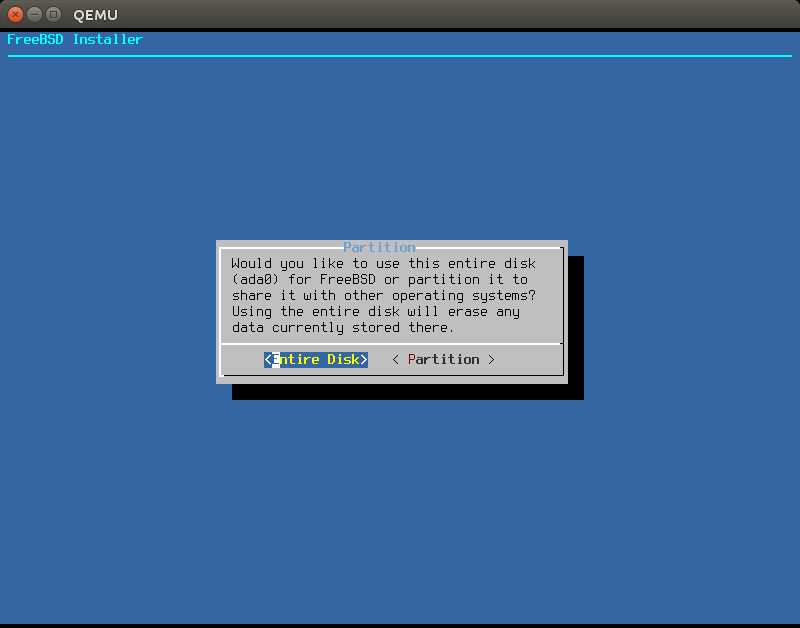 QEMU
FreeBSD Installer
Partition
Would you like to use this entire disk
(ada0) for FreeBSD or partition it to
share it with other operating systems?
Using the entire disk will erase any
data currently stored there.
<Entire Disk> < Partition >